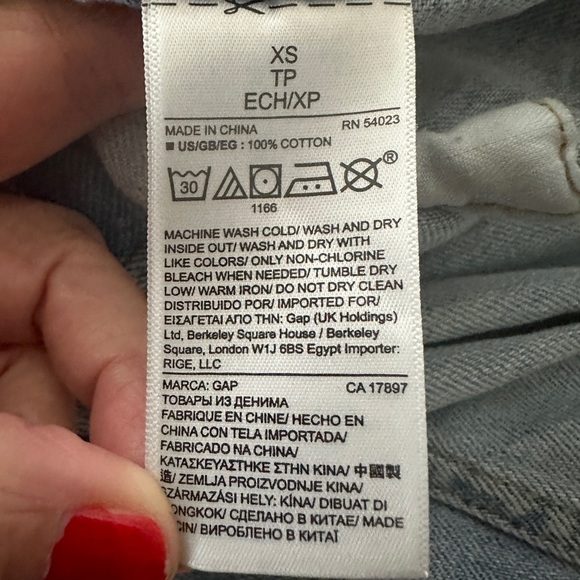 XS
TP
ECH/XP
MADE IN CHINA RN 54023
■ US/GB/EG : 100% COTTON
30 ®
1166
MACHINE WASH COLD/ WASH AND DRY
INSIDE OUT/ WASH AND DRY WITH
LIKE COLORS/ ONLY NON-CHLORINE
BLEACH WHEN NEEDED/ TUMBLE DRY
LOW/ WARM IRON/ DO NOT DRY CLEAN
DISTRIBUIDO POR/ IMPORTED FOR/
ΕΙΣΑΓΕΤΑΙ ΑΠΟ ΤΗΝ: Gap (UK Holdings)
Ltd, Berkeley Square House / Berkeley
Square, London W1J 6BS Egypt Importer:
RIGE, LLC
MARCA: GAP CA 17897
ТОВАРЫ ИЗ ДЕНИМА
FABRIQUE EN CHINE/ HECHO EN
CHINA CON TELA IMPORTADA/
FABRICADO NA CHINA/
ΚΑΤΑΣΚΕΥΑΣΤΗΚΕ ΣΤΗΝ ΚΙΝΑ/ 中國製
造/ ZEMLJA PROIZVODNJE KINA/
SZÁRMAZÁSI HELY: KÍNA/ DIBUAT DI
TIONGKOK/ СДЕЛАНО В КИТАЕ/ MADE
ÇIN/ ВИРОБЛЕНО В КИТАЇ